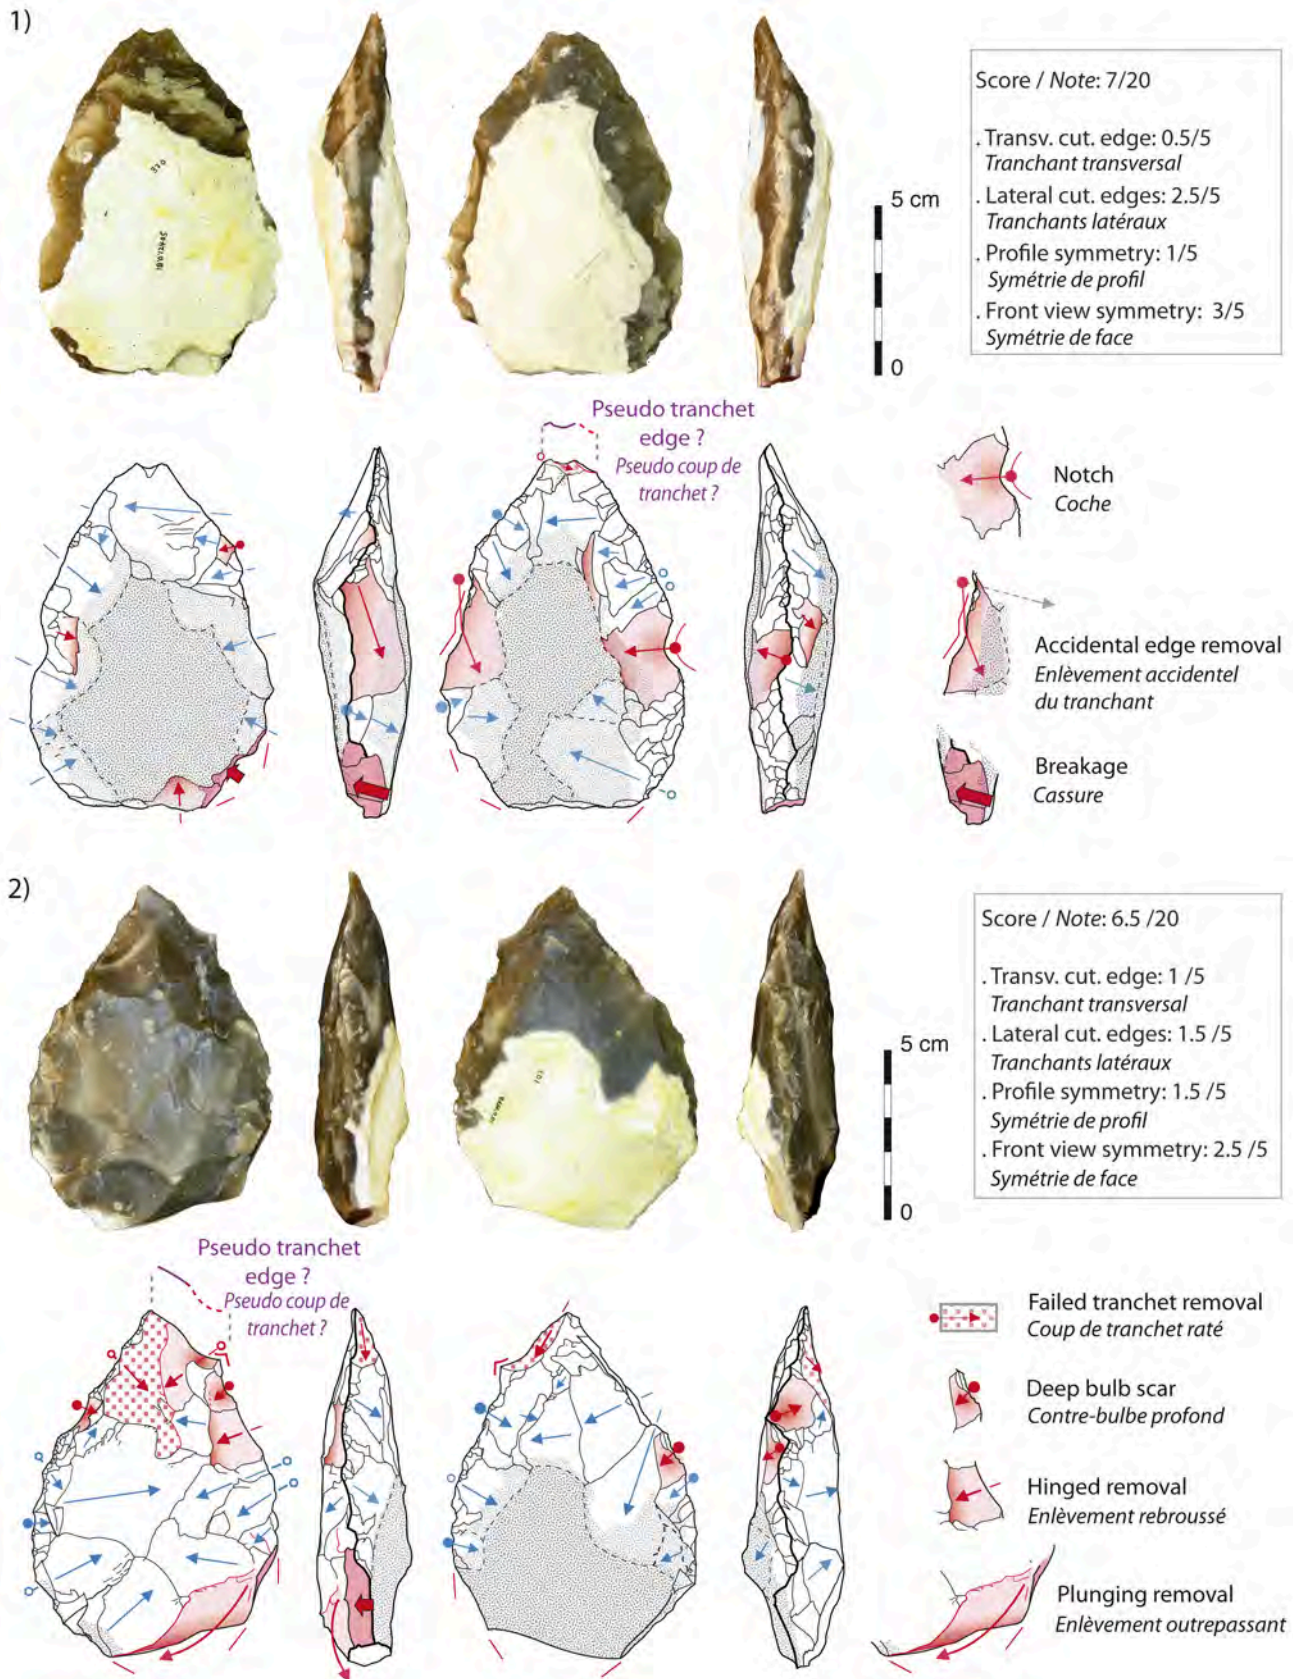 1)
Score / Note: 7/20
. Transv. cut. edge: 0.5/5
Tranchant transversal
. Lateral cut. edges: 2.5/5
Tranchants latéraux
. Profile symmetry: 1/5
Symétrie de profil
. Front view symmetry: 3/5
Symétrie de face
5 cm
0
Pseudo tranchet
edge ?
Pseudo coup de
tranchet ?
Notch
Coche
Accidental edge removal
Enlèvement accidentel
du tranchant
Breakage
Cassure
2)
Score / Note: 6.5 /20
. Transv. cut. edge: 1 /5
Tranchant transversal
. Lateral cut. edges: 1.5 /5
Tranchants latéraux
. Profile symmetry: 1.5 /5
Symétrie de profil
. Front view symmetry: 2.5 /5
Symétrie de face
5 cm
0
Pseudo tranchet
edge ?
Pseudo coup de
tranchet ?
Failed tranchet removal
Coup de tranchet raté
Deep bulb scar
Contre-bulbe profond
Hinged removal
Enlèvement rebroussé
Plunging removal
Enlèvement outrepassant